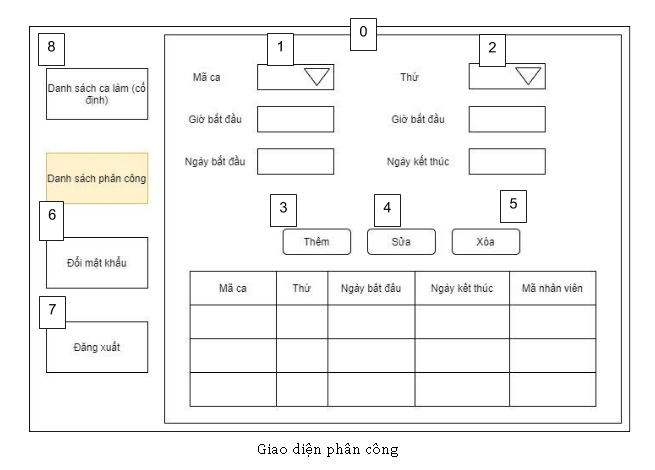 0
8
1
2
Danh sách ca làm (cố
định)
Mã ca
Thứ
Giờ bắt đầu
Giờ bắt đầu
Danh sách phân công
Ngày bắt đầu
Ngày kết thúc
6
3
4
5
Đổi mật khẩu
Thêm
Sửa
Xóa
7
Đăng xuất
Mã ca
Thứ
Ngày bắt đầu
Ngày kết thúc
Mã nhân viên
Giao diện phân công